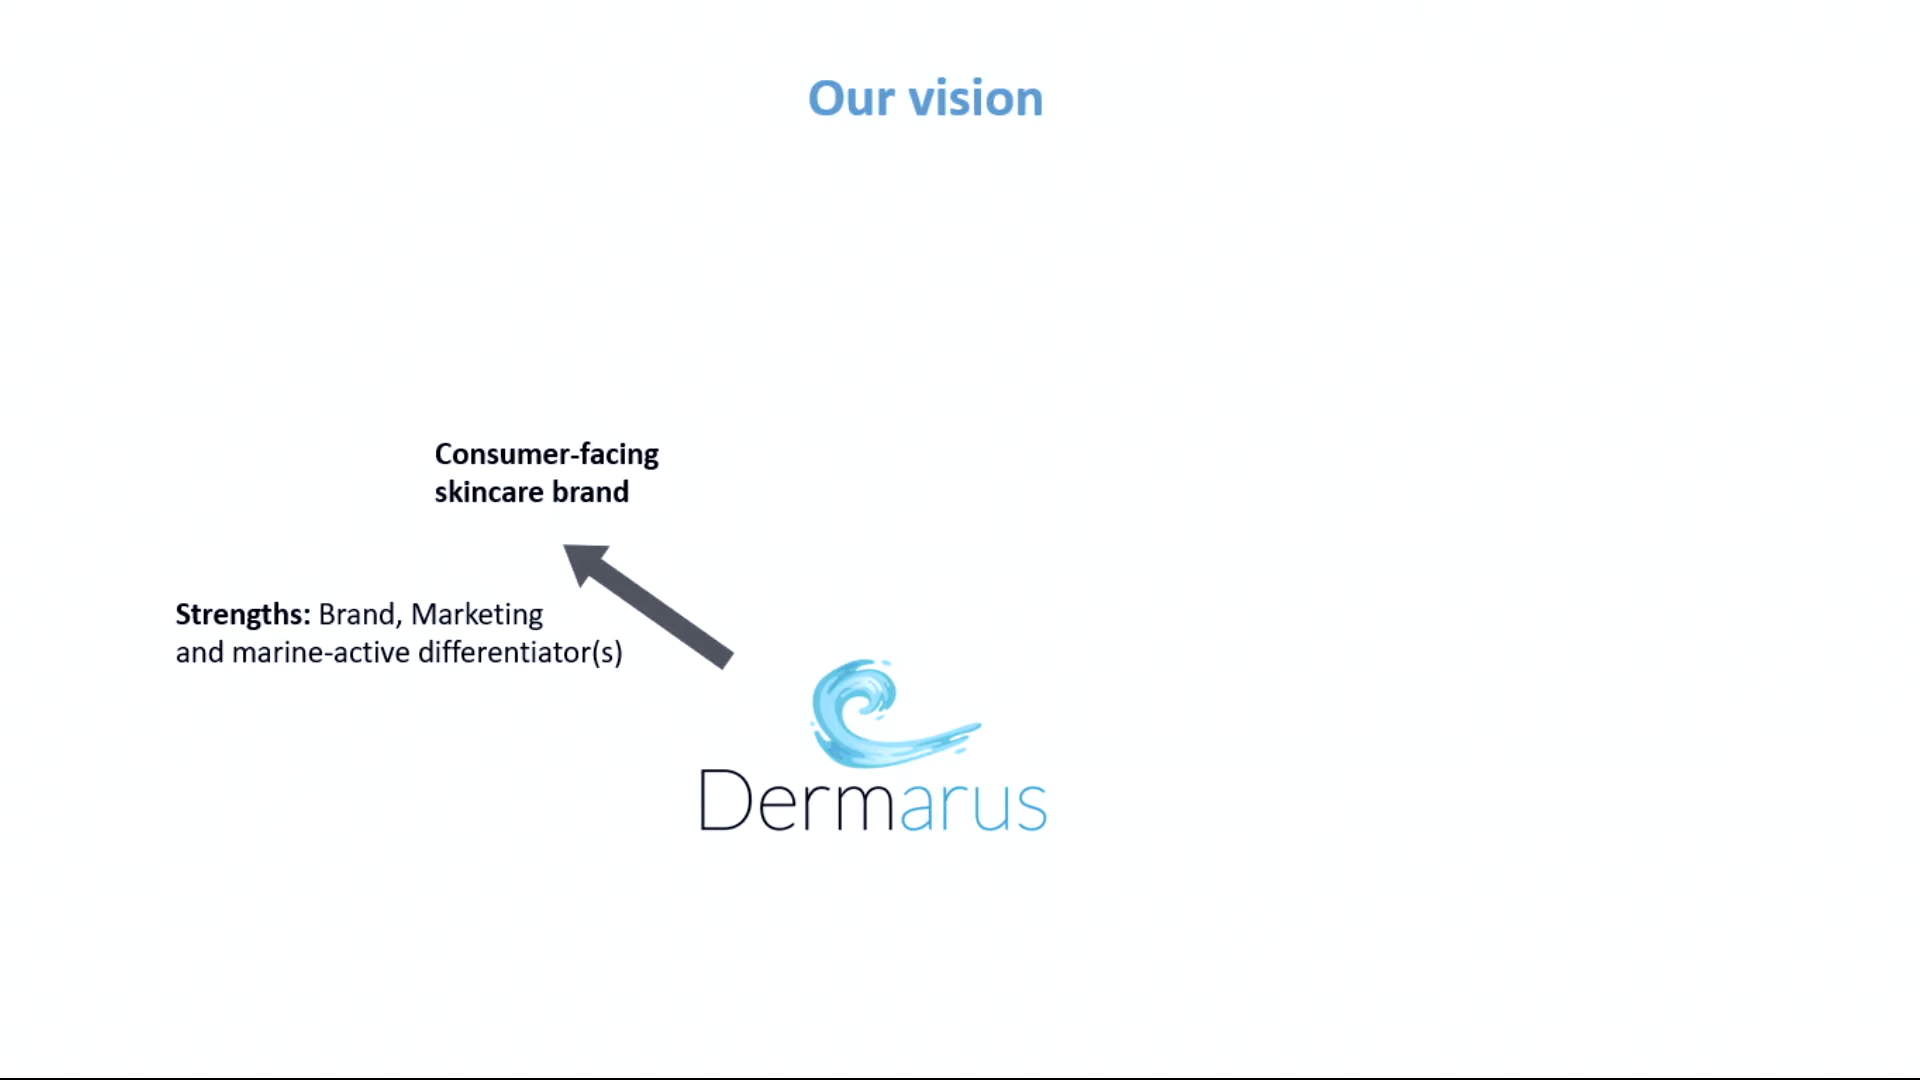 Our vision
Consumer-facing
skincare brand
Strengths: Brand, Marketing
and marine-active differentiator(s)
Dermarus